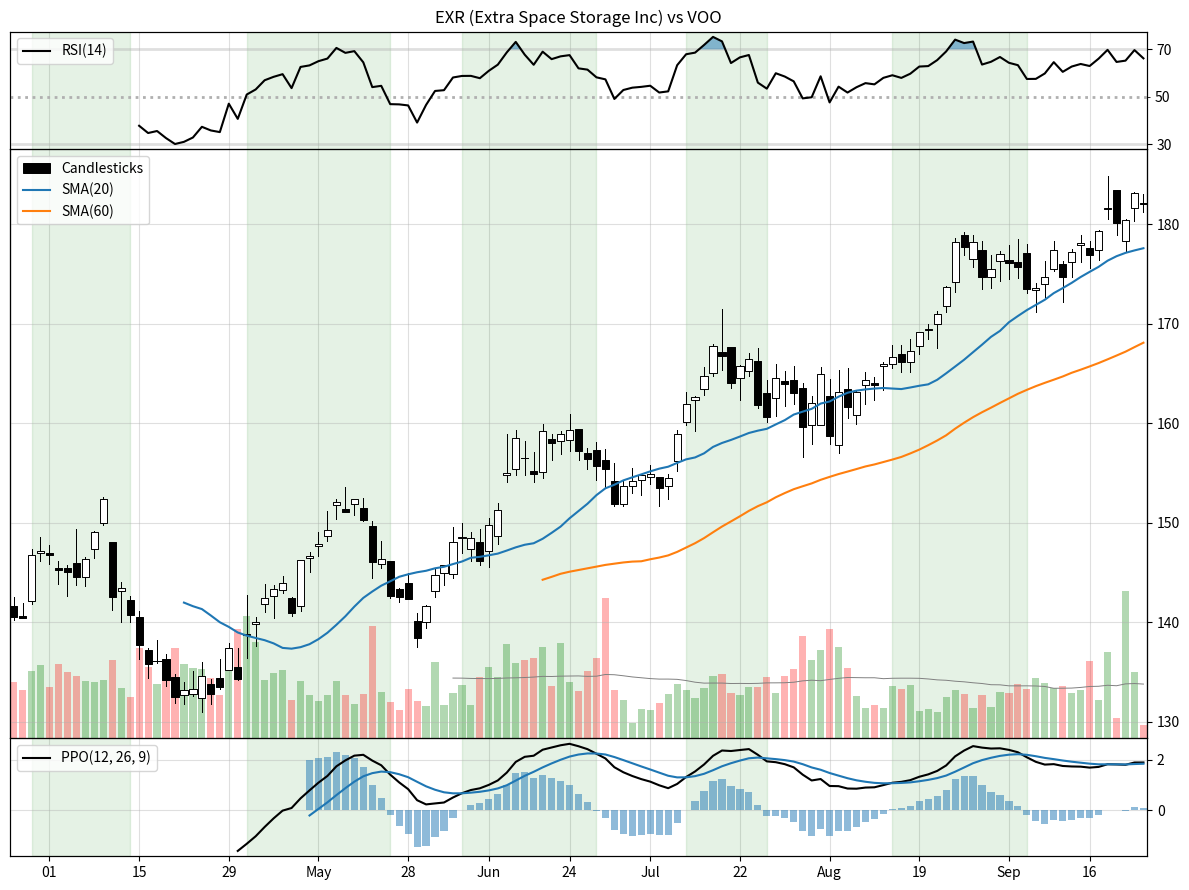 EXR (Extra Space Storage Inc) vs VOO
RSI(14)
70
50
30
Candlesticks
SMA(20)
SMA(60)
180
170
160
150
140
130
PPO(12, 26, 9)
2
0
01 15 29 May 28 Jun 24 Jul 22 Aug 19 Sep 16